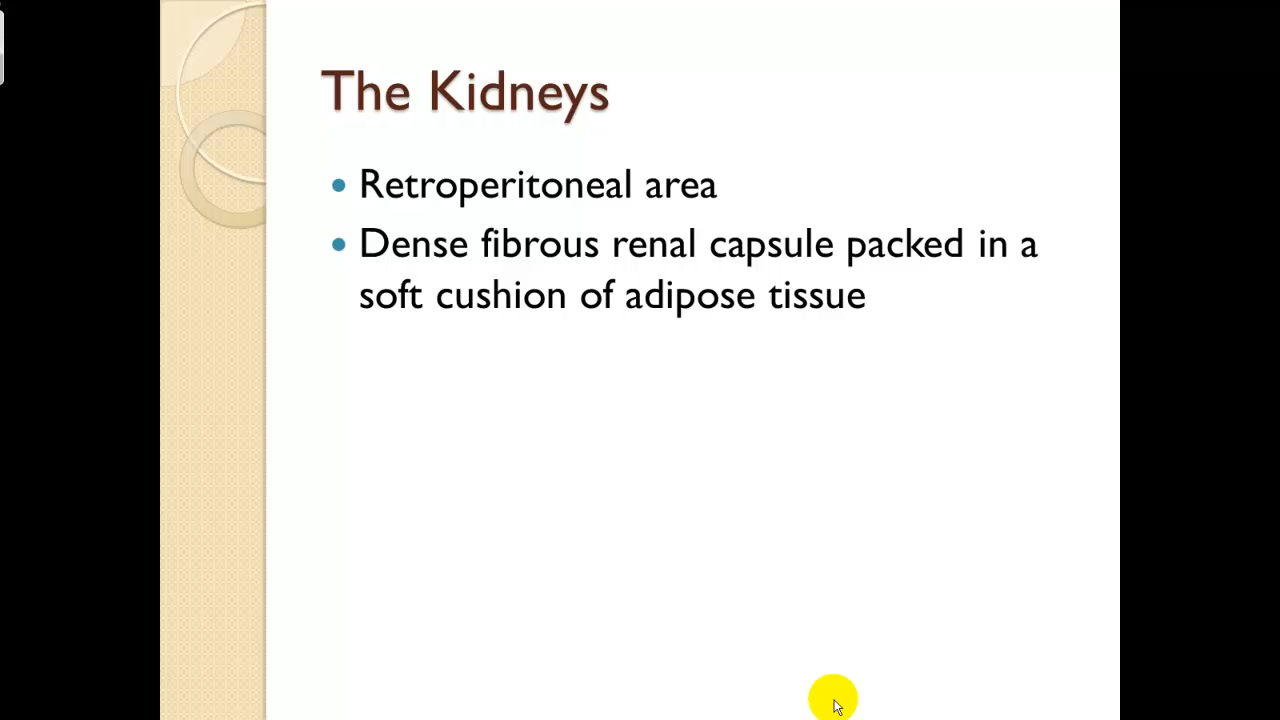 The Kidneys
Retroperitoneal area
Dense fibrous renal capsule packed in a
soft cushion of adipose tissue